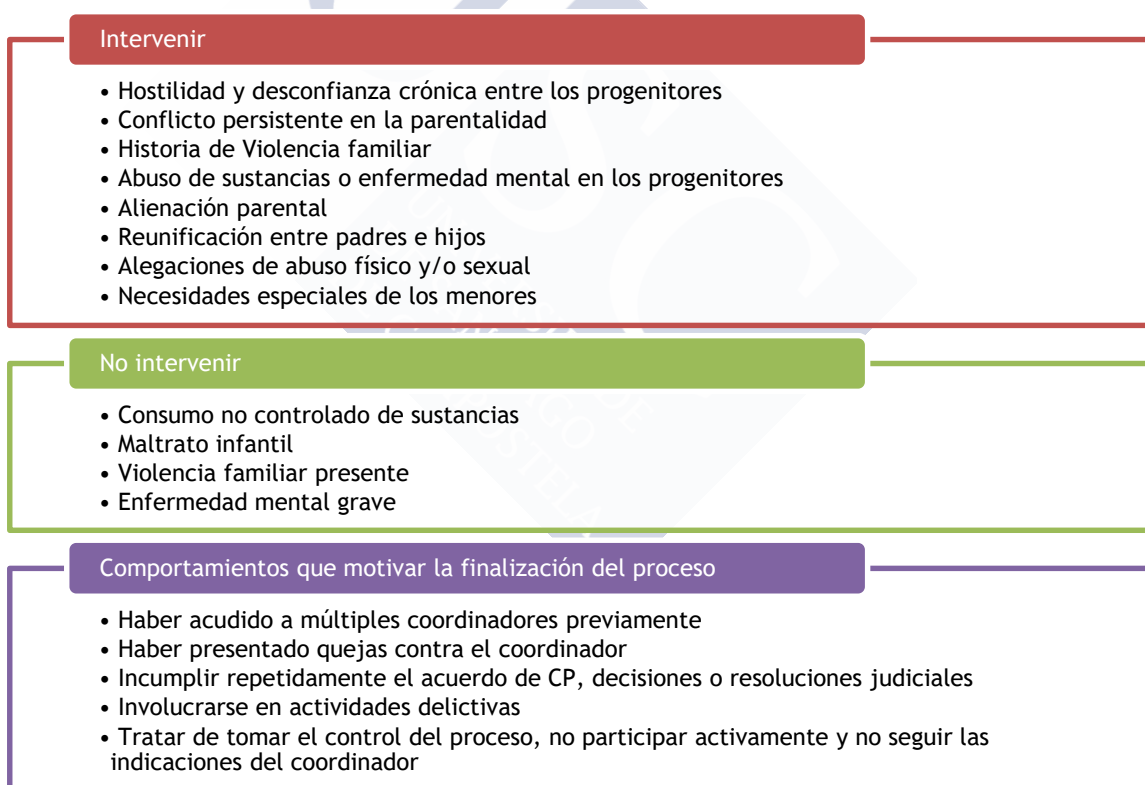 Intervenir
• Hostilidad y desconfianza crónica entre los progenitores
• Conflicto persistente en la parentalidad
• Historia de Violencia familiar
• Abuso de sustancias o enfermedad mental en los progenitores
• Alienación parental
• Reunificación entre padres e hijos
• Alegaciones de abuso físico y/o sexual
• Necesidades especiales de los menores
No intervenir
• Consumo no controlado de sustancias
• Maltrato infantil
• Violencia familiar presente
• Enfermedad mental grave
Comportamientos que motivar la finalización del proceso
• Haber acudido a múltiples coordinadores previamente
• Haber presentado quejas contra el coordinador
• Incumplir repetidamente el acuerdo de CP, decisiones o resoluciones judiciales
• Involucrarse en actividades delictivas
• Tratar de tomar el control del proceso, no participar activamente y no seguir las
indicaciones del coordinador